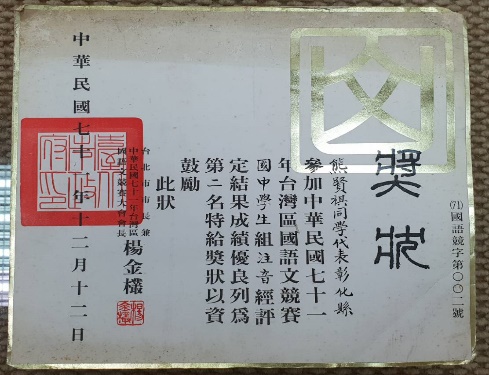 獎狀
(71)國語競字第〇〇二號
熊賢祺同學代表彰化縣
參加中華民國七十一
年台灣區國語文競賽
國中學生組注音經評
定結果成績優良列為
第二名特給獎狀以資
鼓勵
此狀
台北市市長兼
中華民國七十一年台灣區
國語文競賽大會會長
楊金欉
中華民國七十一年十二月十二日